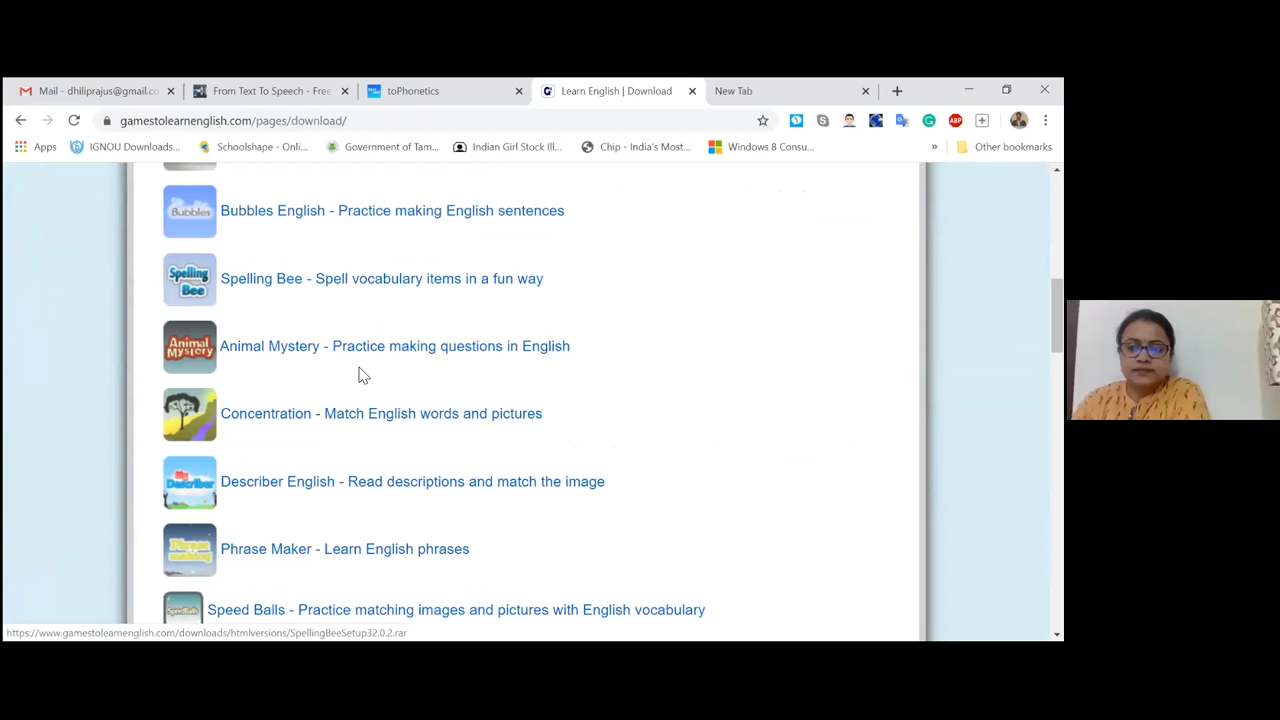 Mail - dhiliprajus@gmail.co
From Text To Speech - Free
toPhonetics
Learn English | Download
New Tab
gamestolearnenglish.com/pages/download/
Apps
IGNOU Downloads...
Schoolshape - Onli...
Government of Tam...
Indian Girl Stock Ill...
Chip - India's Most...
Windows 8 Consu...
»
Other bookmarks
Bubbles
Bubbles English - Practice making English sentences
Spelling
Bee
Spelling Bee - Spell vocabulary items in a fun way
Animal
Mystery
Animal Mystery - Practice making questions in English
Concentration - Match English words and pictures
My
Describer
Describer English - Read descriptions and match the image
Phrase
Phrase Maker - Learn English phrases
SpeedBalls
Speed Balls - Practice matching images and pictures with English vocabulary
https://www.gamestolearnenglish.com/downloads/htmlversions/SpellingBeeSetup32.0.2.rar